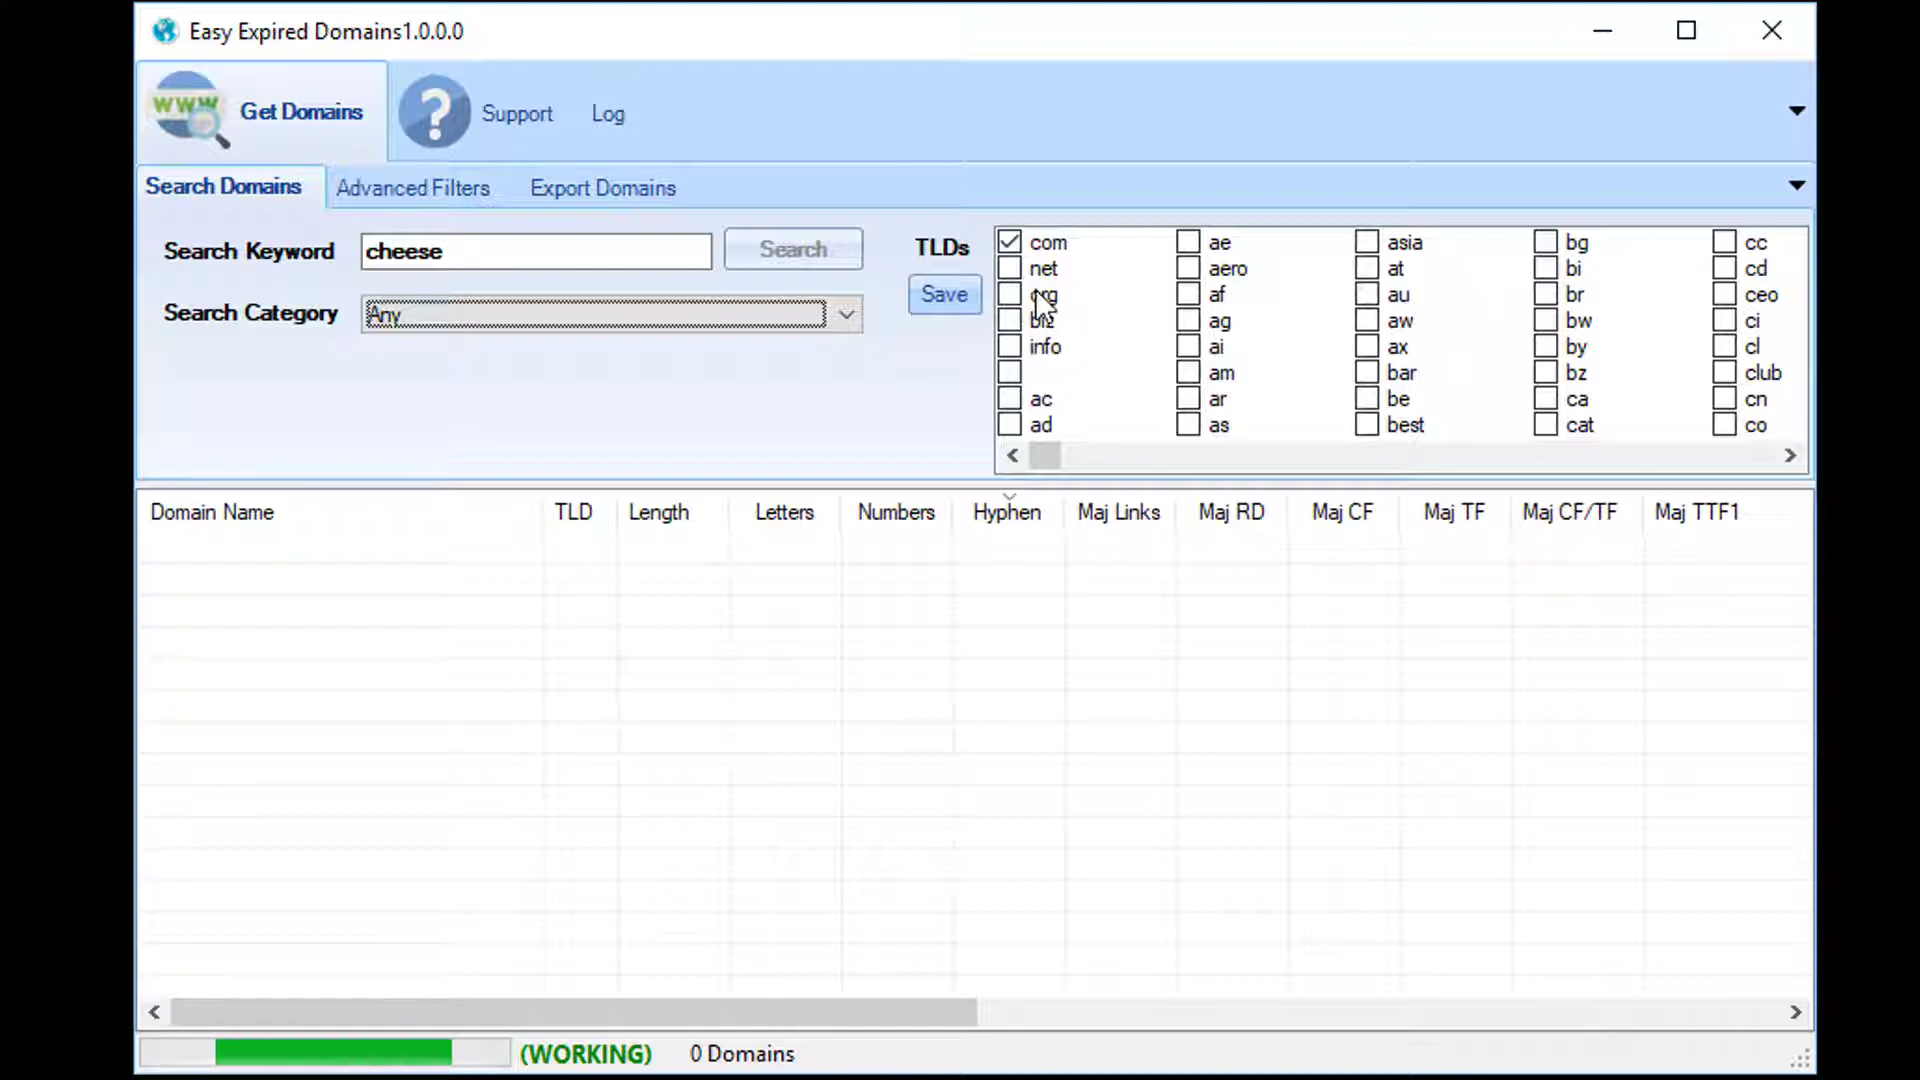 Easy Expired Domains1.0.0.0
WWW Get Domains ? Support Log
Search Domains Advanced Filters Export Domains
Search Keyword cheese Search TLDs
Save
Search Category Any
com ae asia bg cc
net aero at bi cd
org af au br ceo
biz ag aw bw ci
info ai ax by cl
am bar bz club
ac ar be ca cn
ad as best cat co
Domain Name TLD Length Letters Numbers Hyphen Maj Links Maj RD Maj CF Maj TF Maj CF/TF Maj TTF1
(WORKING) 0 Domains